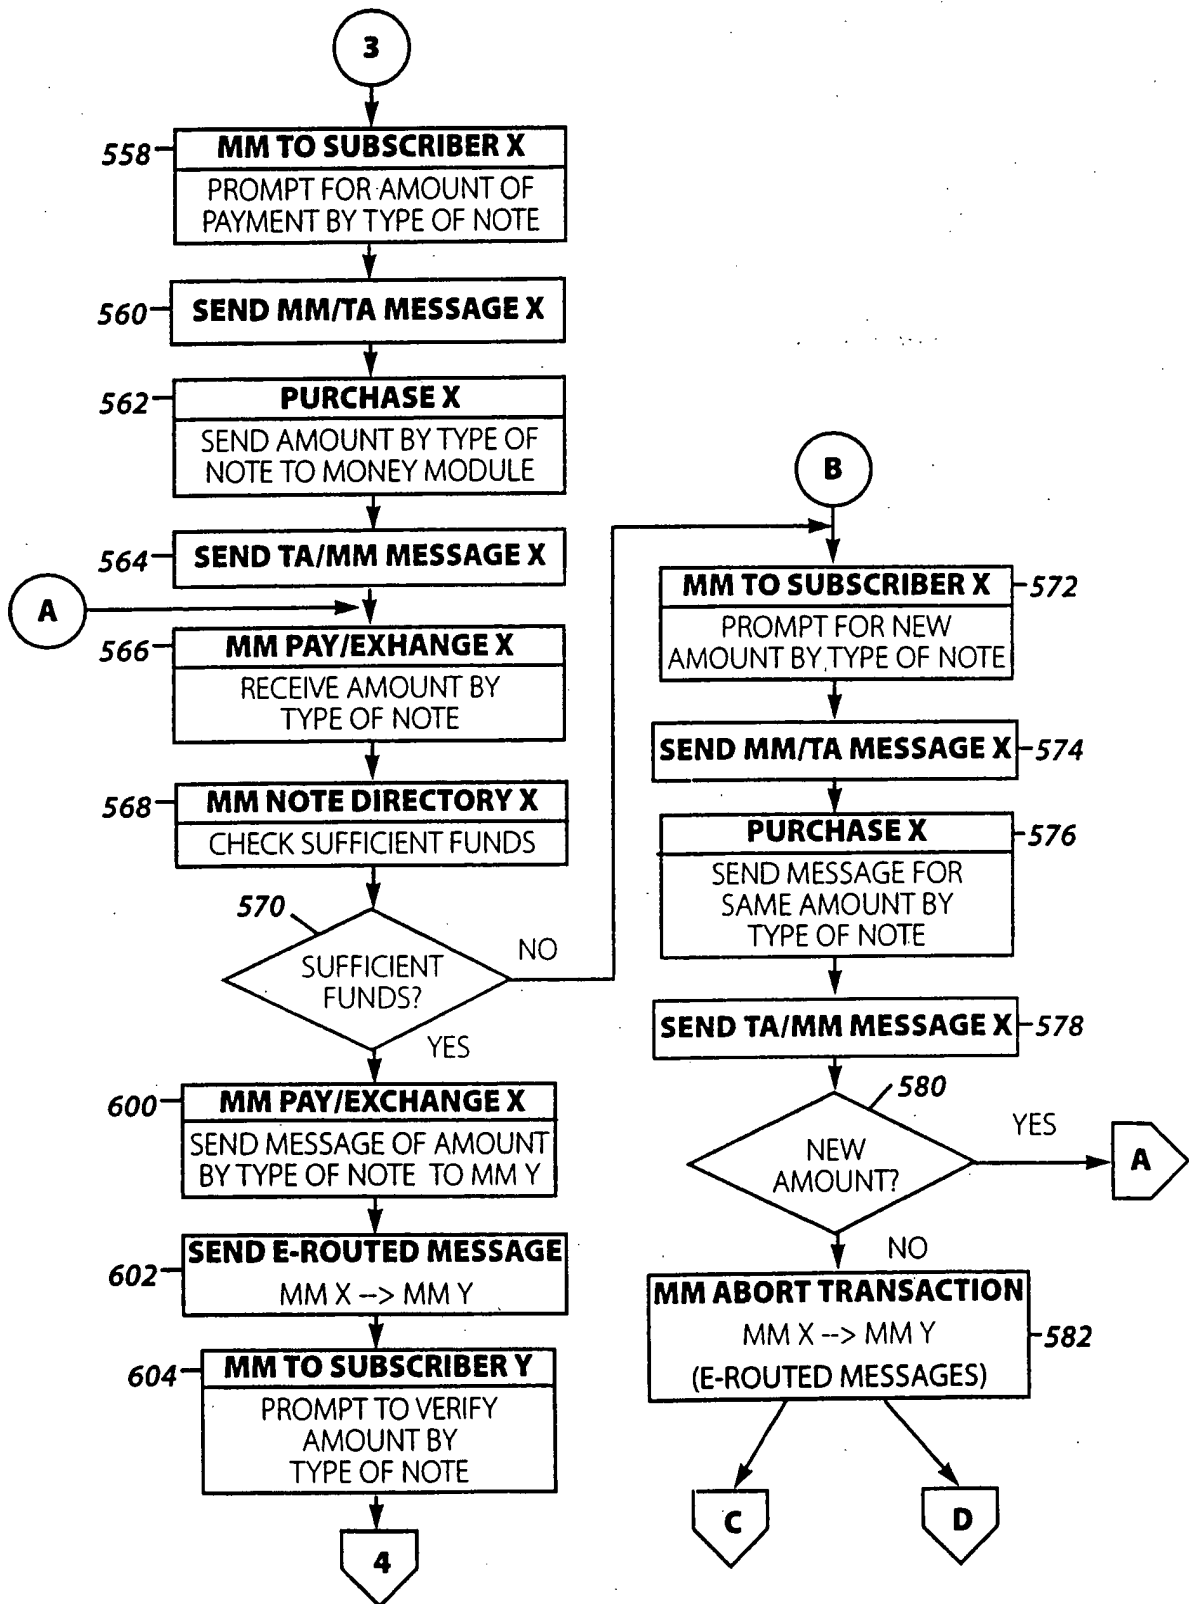 3
558
MM TO SUBSCRIBER X
PROMPT FOR AMOUNT OF
PAYMENT BY TYPE OF NOTE
560
SEND MM/TA MESSAGE X
562
PURCHASE X
SEND AMOUNT BY TYPE OF
NOTE TO MONEY MODULE
564
SEND TA/MM MESSAGE X
A
566
MM PAY/EXHANGE X
RECEIVE AMOUNT BY
TYPE OF NOTE
568
MM NOTE DIRECTORY X
CHECK SUFFICIENT FUNDS
570
SUFFICIENT
FUNDS?
NO
YES
600
MM PAY/EXCHANGE X
SEND MESSAGE OF AMOUNT
BY TYPE OF NOTE TO MM Y
602
SEND E-ROUTED MESSAGE
MM X --> MM Y
604
MM TO SUBSCRIBER Y
PROMPT TO VERIFY
AMOUNT BY
TYPE OF NOTE
4
B
MM TO SUBSCRIBER X
572
PROMPT FOR NEW
AMOUNT BY TYPE OF NOTE
SEND MM/TA MESSAGE X
574
PURCHASE X
576
SEND MESSAGE FOR
SAME AMOUNT BY
TYPE OF NOTE
SEND TA/MM MESSAGE X
578
580
NEW
AMOUNT?
YES
A
NO
MM ABORT TRANSACTION
MM X --> MM Y
(E-ROUTED MESSAGES)
582
C
D